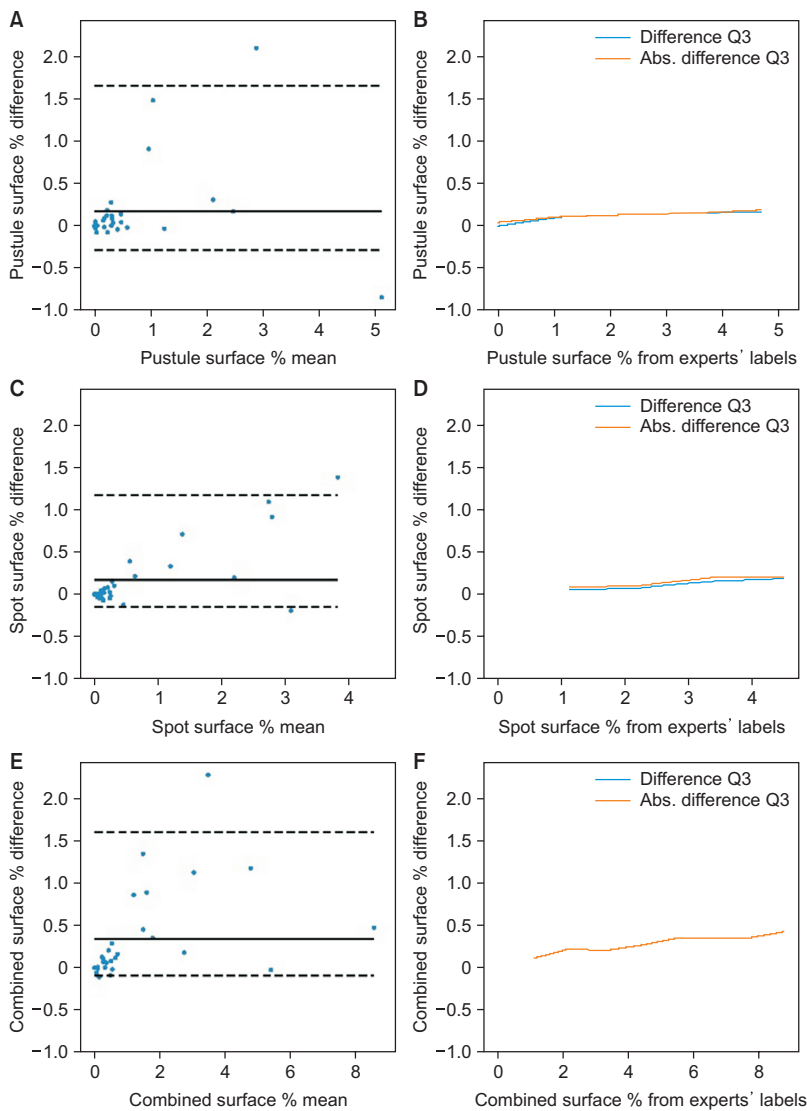 A
2.0
1.5
1.0
0.5
0
−0.5
−1.0
Pustule surface % difference
0 1 2 3 4 5
Pustule surface % mean
B
Difference Q3
Abs. difference Q3
2.0
1.5
1.0
0.5
0
−0.5
−1.0
Pustule surface % difference
0 1 2 3 4 5
Pustule surface % from experts’ labels
C
2.0
1.5
1.0
0.5
0
−0.5
−1.0
Spot surface % difference
0 1 2 3 4
Spot surface % mean
D
Difference Q3
Abs. difference Q3
2.0
1.5
1.0
0.5
0
−0.5
−1.0
Spot surface % difference
0 1 2 3 4
Spot surface % from experts’ labels
E
2.0
1.5
1.0
0.5
0
−0.5
−1.0
Combined surface % difference
0 2 4 6 8
Combined surface % mean
F
Difference Q3
Abs. difference Q3
2.0
1.5
1.0
0.5
0
−0.5
−1.0
Combined surface % difference
0 2 4 6 8
Combined surface % from experts’ labels